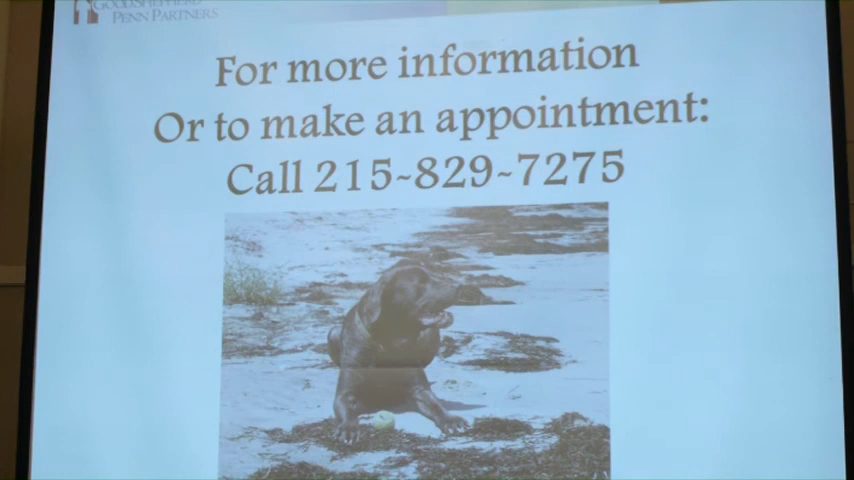 GOOD SHEPHERD
PENN PARTNERS
For more information
Or to make an appointment:
Call 215-829-7275